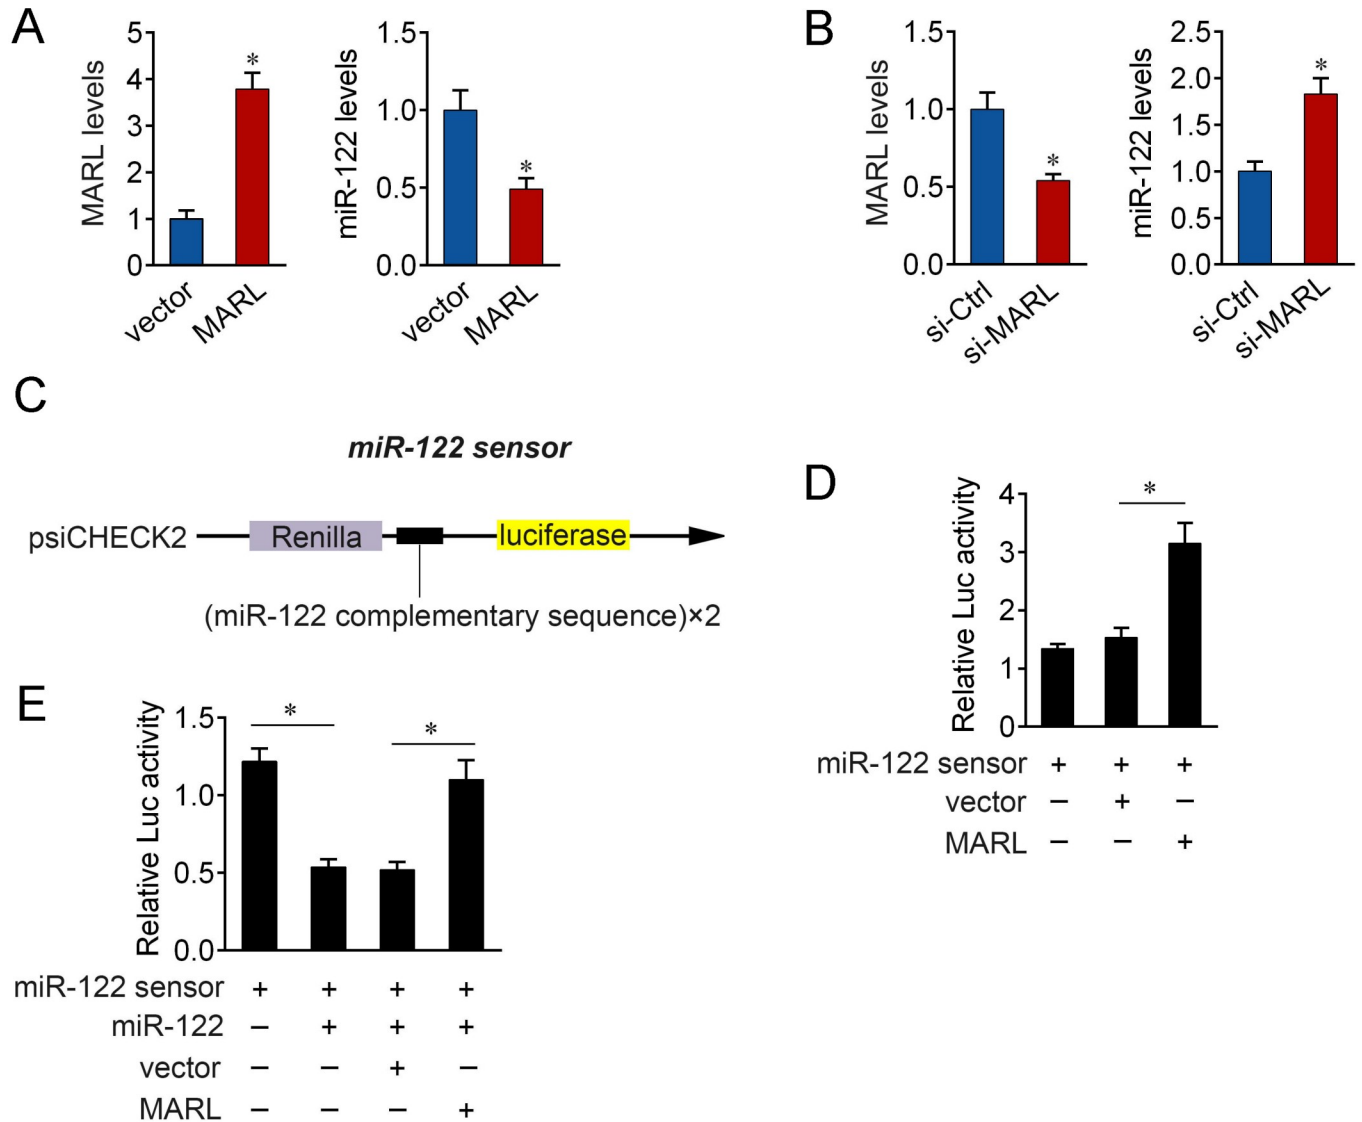 A
MARL levels
5
4
3
2
1
0
*
vector
MARL
miR-122 levels
1.5
1.0
0.5
0.0
*
vector
MARL
B
MARL levels
1.5
1.0
0.5
0.0
*
si-Ctrl
si-MARL
miR-122 levels
2.5
2.0
1.5
1.0
0.5
0.0
*
si-Ctrl
si-MARL
C
miR-122 sensor
psiCHECK2 Renilla luciferase
(miR-122 complementary sequence)×2
D
Relative Luc activity
4
3
2
1
0
*
miR-122 sensor + + +
vector − + −
MARL − − +
E
Relative Luc activity
1.5
1.0
0.5
0.0
* *
miR-122 sensor + + + +
miR-122 − + + +
vector − − + −
MARL − − − +